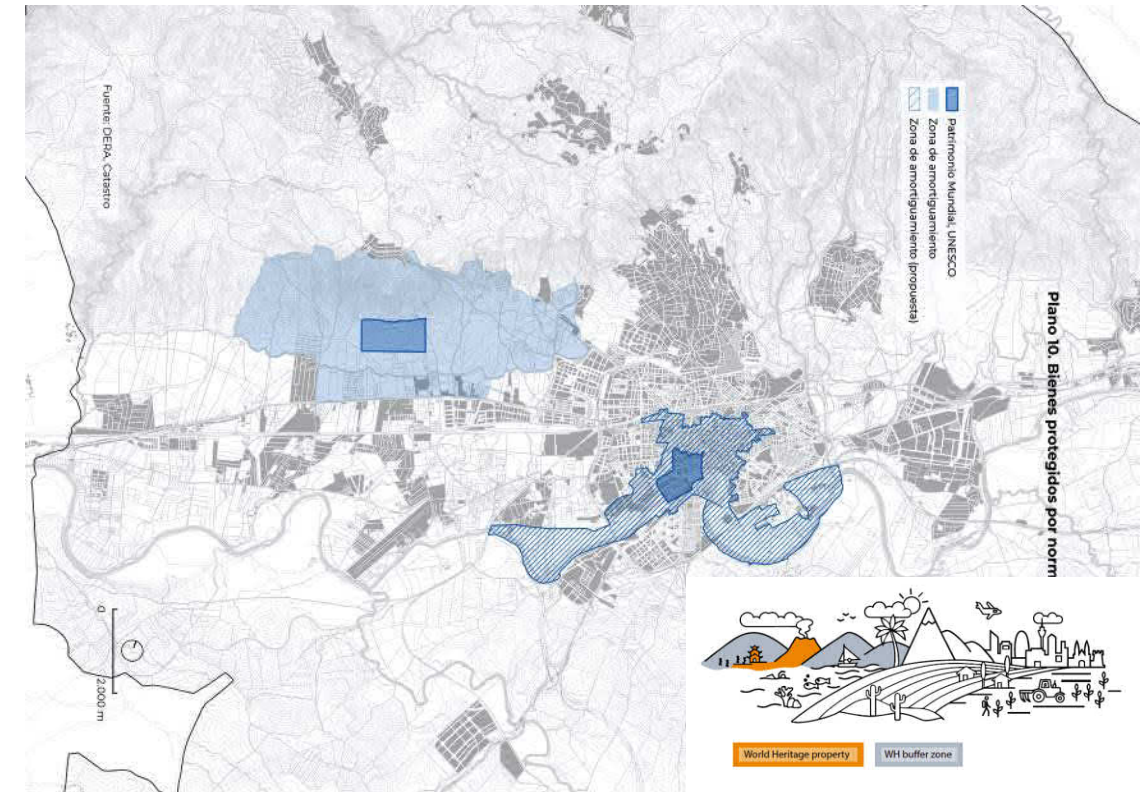 Plano 10. Bienes protegidos por norm
Patrimonio Mundial, UNESCO
Zona de amortiguamiento
Zona de amortiguamiento (propuesta)
Fuente: DERA, Catastro
0
2.000 m
World Heritage property
WH buffer zone